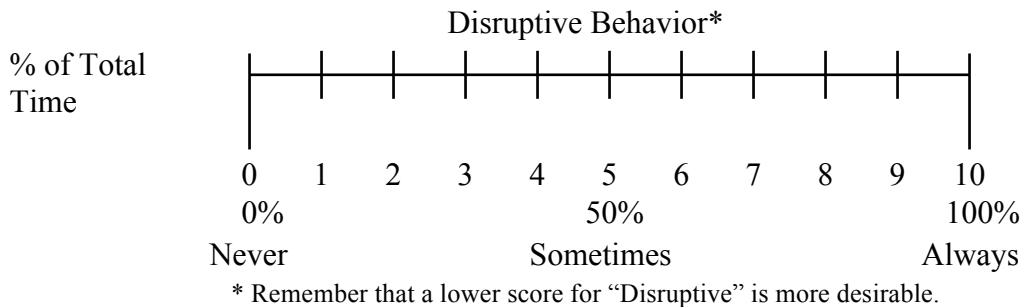 Disruptive Behavior*
% of Total
Time
0 1 2 3 4 5 6 7 8 9 10
0% 50% 100%
Never Sometimes Always
* Remember that a lower score for “Disruptive” is more desirable.